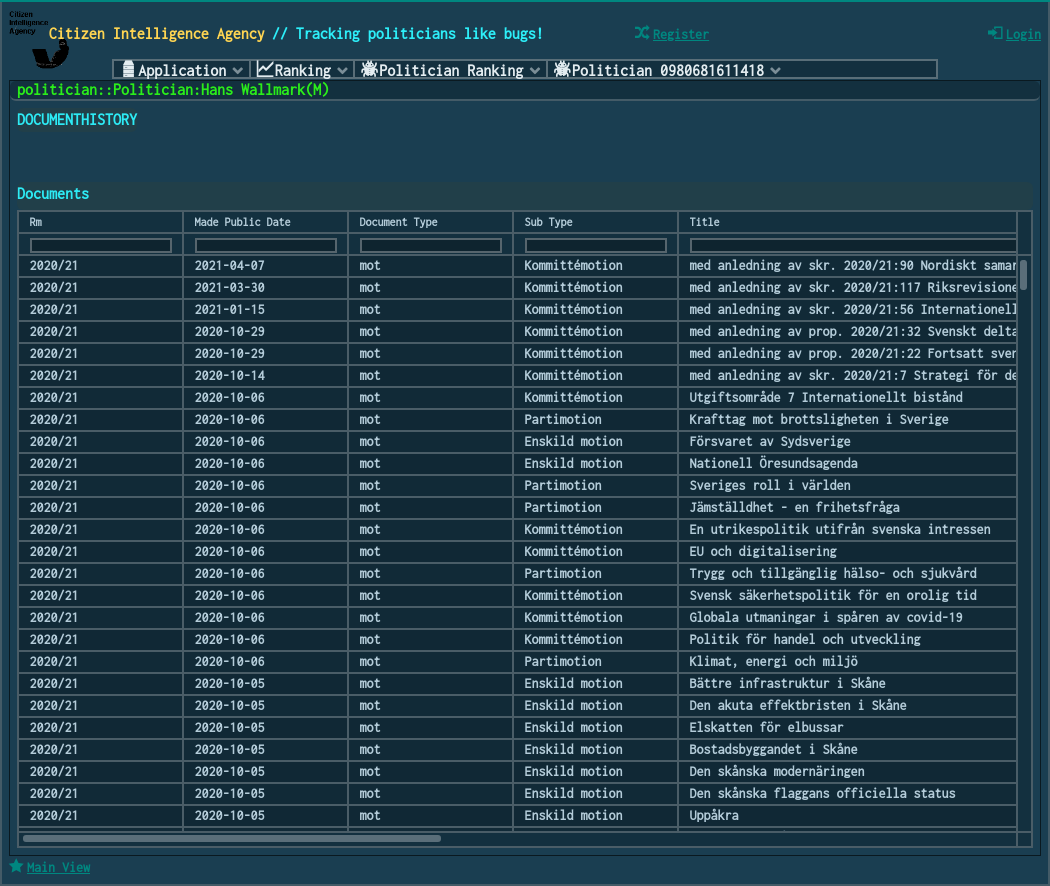 Citizen
Intelligence
Agency
Citizen Intelligence Agency // Tracking politicians like bugs!
Register
Login
Application Ranking Politician Ranking Politician 0980681611418
politician::Politician:Hans Wallmark(M)
DOCUMENTHISTORY
Documents
Rm Made Public Date Document Type Sub Type Title
2020/21 2021-04-07 mot Kommittémotion med anledning av skr. 2020/21:90 Nordiskt samar
2020/21 2021-03-30 mot Kommittémotion med anledning av skr. 2020/21:117 Riksrevisione
2020/21 2021-01-15 mot Kommittémotion med anledning av skr. 2020/21:56 Internationell
2020/21 2020-10-29 mot Kommittémotion med anledning av prop. 2020/21:32 Svenskt delta
2020/21 2020-10-29 mot Kommittémotion med anledning av prop. 2020/21:22 Fortsatt sven
2020/21 2020-10-14 mot Kommittémotion med anledning av skr. 2020/21:7 Strategi för de
2020/21 2020-10-06 mot Kommittémotion Utgiftsområde 7 Internationellt bistånd
2020/21 2020-10-06 mot Partimotion Krafttag mot brottsligheten i Sverige
2020/21 2020-10-06 mot Enskild motion Försvaret av Sydsverige
2020/21 2020-10-06 mot Enskild motion Nationell Öresundsagenda
2020/21 2020-10-06 mot Partimotion Sveriges roll i världen
2020/21 2020-10-06 mot Partimotion Jämställdhet - en frihetsfråga
2020/21 2020-10-06 mot Kommittémotion En utrikespolitik utifrån svenska intressen
2020/21 2020-10-06 mot Kommittémotion EU och digitalisering
2020/21 2020-10-06 mot Partimotion Trygg och tillgänglig hälso- och sjukvård
2020/21 2020-10-06 mot Kommittémotion Svensk säkerhetspolitik för en orolig tid
2020/21 2020-10-06 mot Kommittémotion Globala utmaningar i spåren av covid-19
2020/21 2020-10-06 mot Kommittémotion Politik för handel och utveckling
2020/21 2020-10-06 mot Partimotion Klimat, energi och miljö
2020/21 2020-10-05 mot Enskild motion Bättre infrastruktur i Skåne
2020/21 2020-10-05 mot Enskild motion Den akuta effektbristen i Skåne
2020/21 2020-10-05 mot Enskild motion Elskatten för elbussar
2020/21 2020-10-05 mot Enskild motion Bostadsbyggandet i Skåne
2020/21 2020-10-05 mot Enskild motion Den skånska modernäringen
2020/21 2020-10-05 mot Enskild motion Den skånska flaggans officiella status
2020/21 2020-10-05 mot Enskild motion Uppåkra
Main View